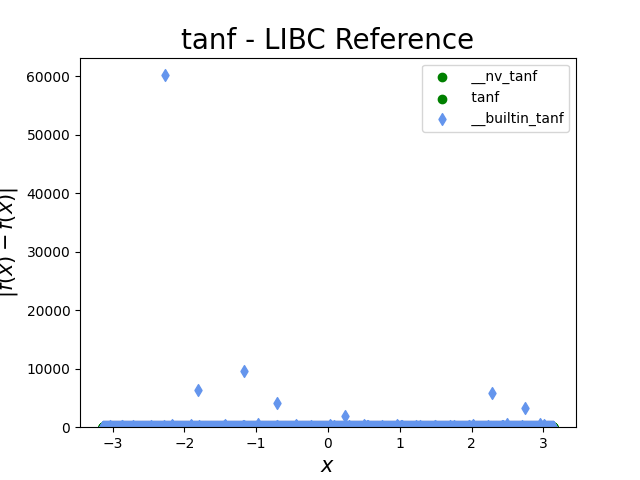 tanf - LIBC Reference
__nv_tanf
tanf
__builtin_tanf
60000
50000
40000
30000
20000
10000
0
|f(x) − f(x)|
−3
−2
−1
0
1
2
3
x